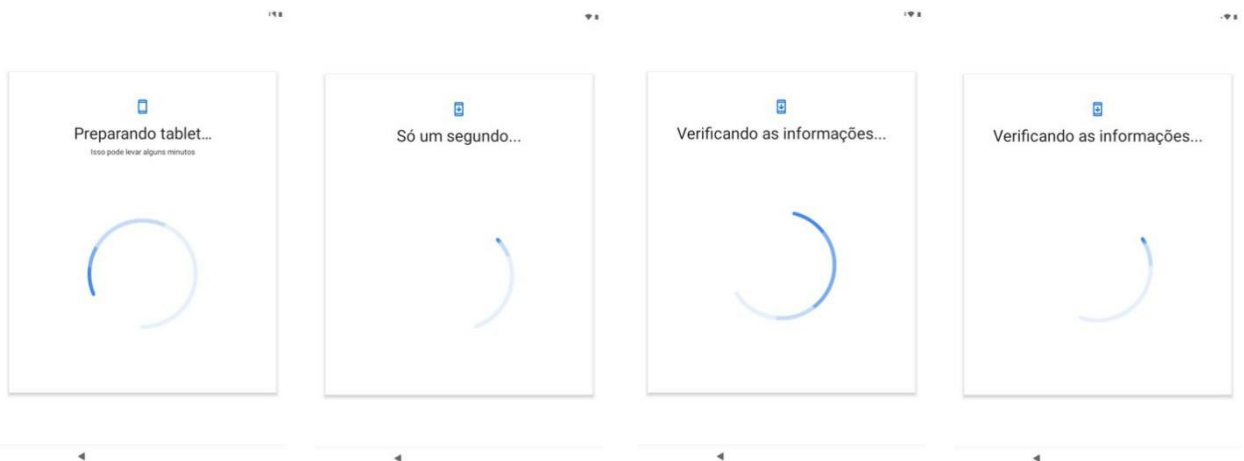 Preparando tablet...
Isso pode levar alguns minutos
Só um segundo...
Verificando as informações...
Verificando as informações...